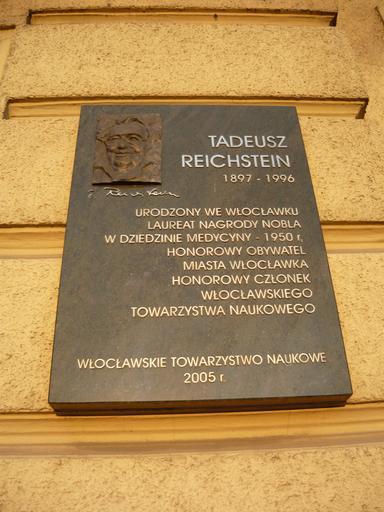 TADEUSZ
REICHSTEIN
1897 - 1996
T. Reichstein
URODZONY WE WŁOCŁAWKU
LAUREAT NAGRODY NOBLA
W DZIEDZINIE MEDYCYNY - 1950 r,
HONOROWY OBYWATEL
MIASTA WŁOCŁAWKA
HONOROWY CZŁONEK
WŁOCŁAWSKIEGO
TOWARZYSTWA NAUKOWEGO
WŁOCŁAWSKIE TOWARZYSTWO NAUKOWE
2005 r.